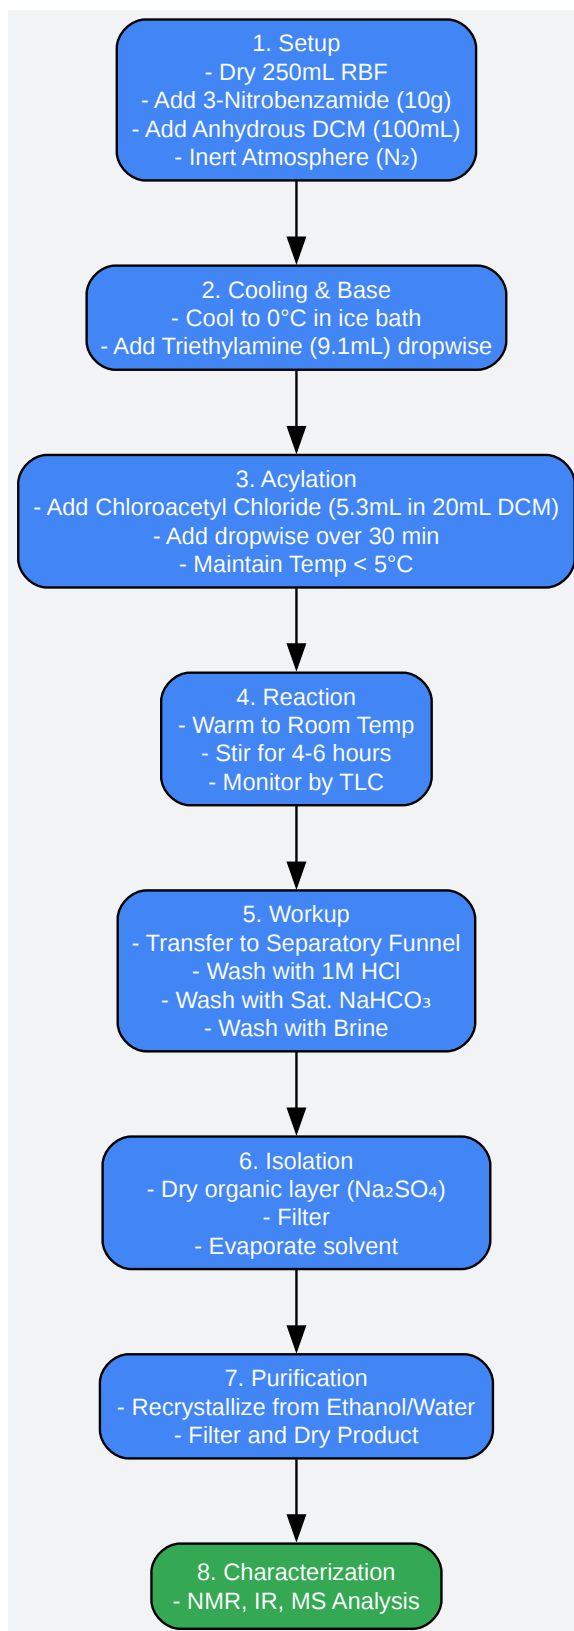 1. Setup
- Dry 250mL RBF
- Add 3-Nitrobenzamide (10g)
- Add Anhydrous DCM (100mL)
- Inert Atmosphere (N₂)
2. Cooling & Base
- Cool to 0°C in ice bath
- Add Triethylamine (9.1mL) dropwise
3. Acylation
- Add Chloroacetyl Chloride (5.3mL in 20mL DCM)
- Add dropwise over 30 min
- Maintain Temp < 5°C
4. Reaction
- Warm to Room Temp
- Stir for 4-6 hours
- Monitor by TLC
5. Workup
- Transfer to Separatory Funnel
- Wash with 1M HCl
- Wash with Sat. NaHCO₃
- Wash with Brine
6. Isolation
- Dry organic layer (Na₂SO₄)
- Filter
- Evaporate solvent
7. Purification
- Recrystallize from Ethanol/Water
- Filter and Dry Product
8. Characterization
- NMR, IR, MS Analysis